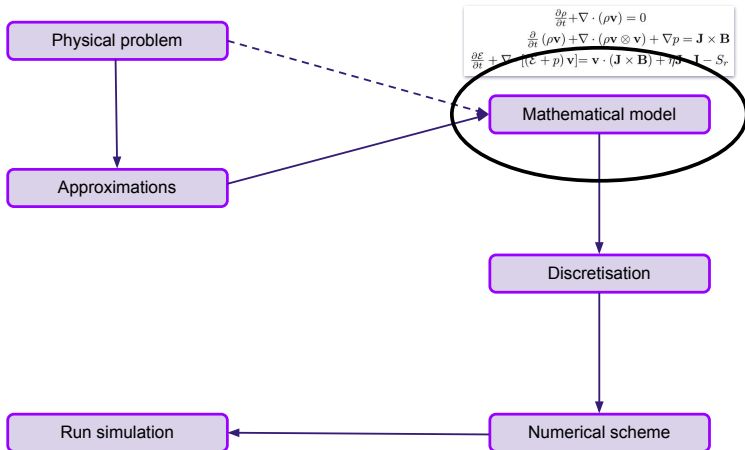 ∂ρ/∂t + ∇ · (ρv) = 0
Physical problem
∂/∂t (ρv) + ∇ · (ρv ⊗ v) + ∇p = J × B
∂ℰ/∂t + ∇ · [(ℰ + p) v] = v · (J × B) + ηJ · J − S_r
Mathematical model
Approximations
Discretisation
Run simulation
Numerical scheme